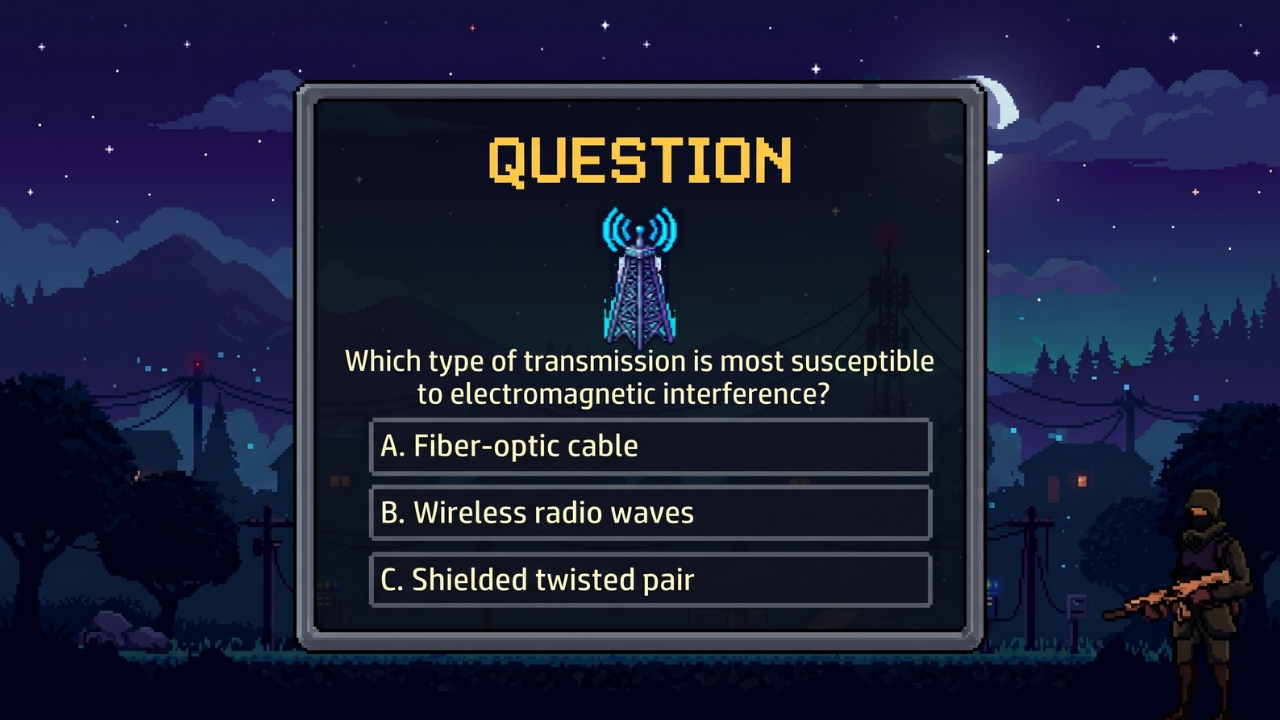 QUESTION
Which type of transmission is most susceptible
to electromagnetic interference?
A. Fiber-optic cable
B. Wireless radio waves
C. Shielded twisted pair